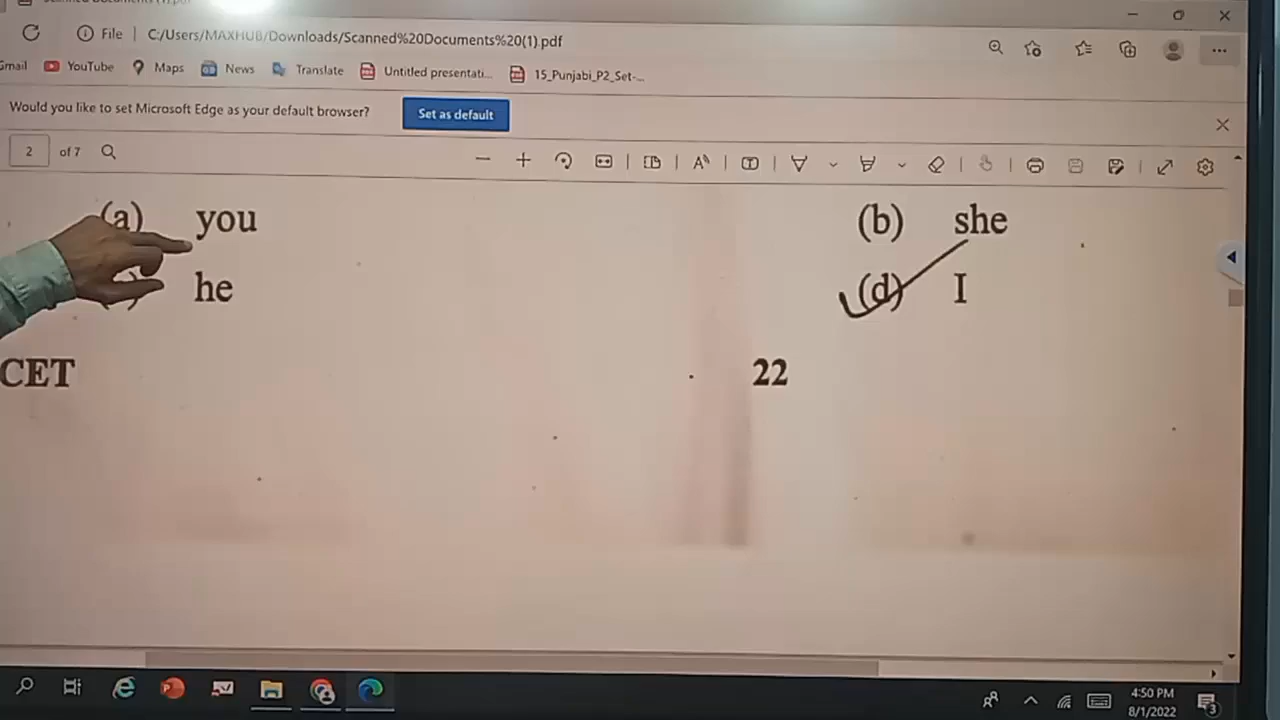 File | C:/Users/MAXHUB/Downloads/Scanned%20Documents%20(1).pdf
Gmail YouTube Maps News Translate Untitled presentati... 15_Punjabi_P2_Set-...
Would you like to set Microsoft Edge as your default browser? Set as default
2 of 7
(a) you (b) she
he (d) I
CET 22
4:50 PM
8/1/2022
3